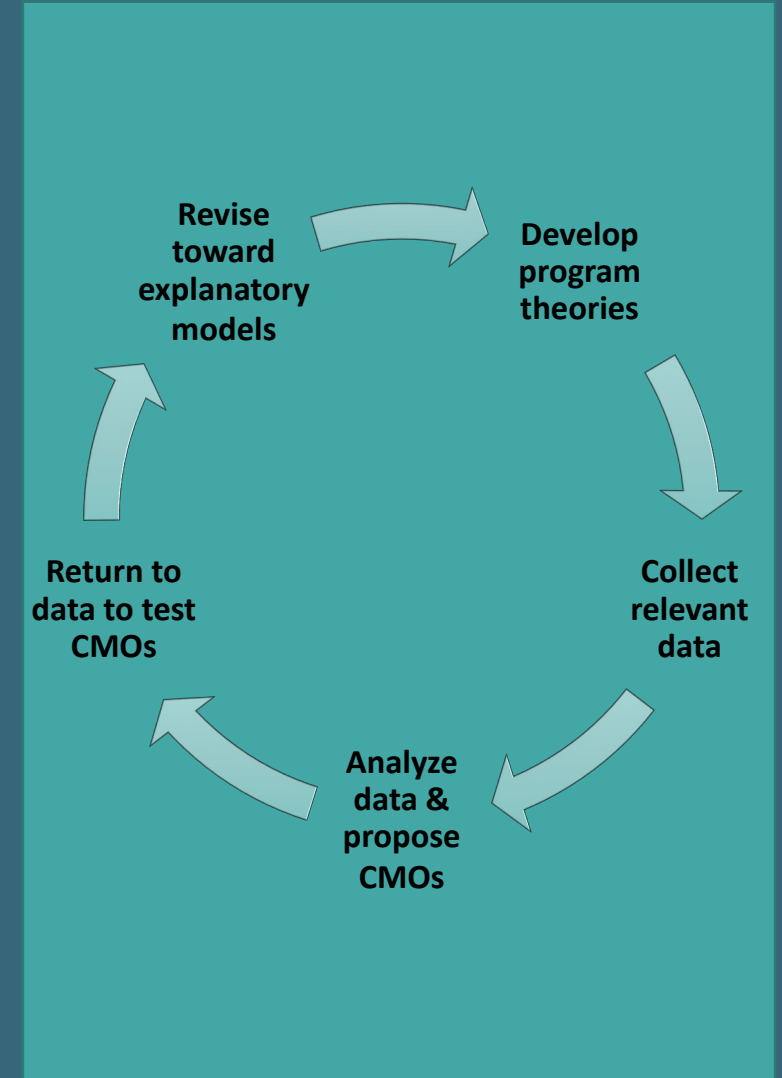 Revise
toward
explanatory
models
Develop
program
theories
Collect
relevant
data
Analyze
data &
propose
CMOs
Return to
data to test
CMOs